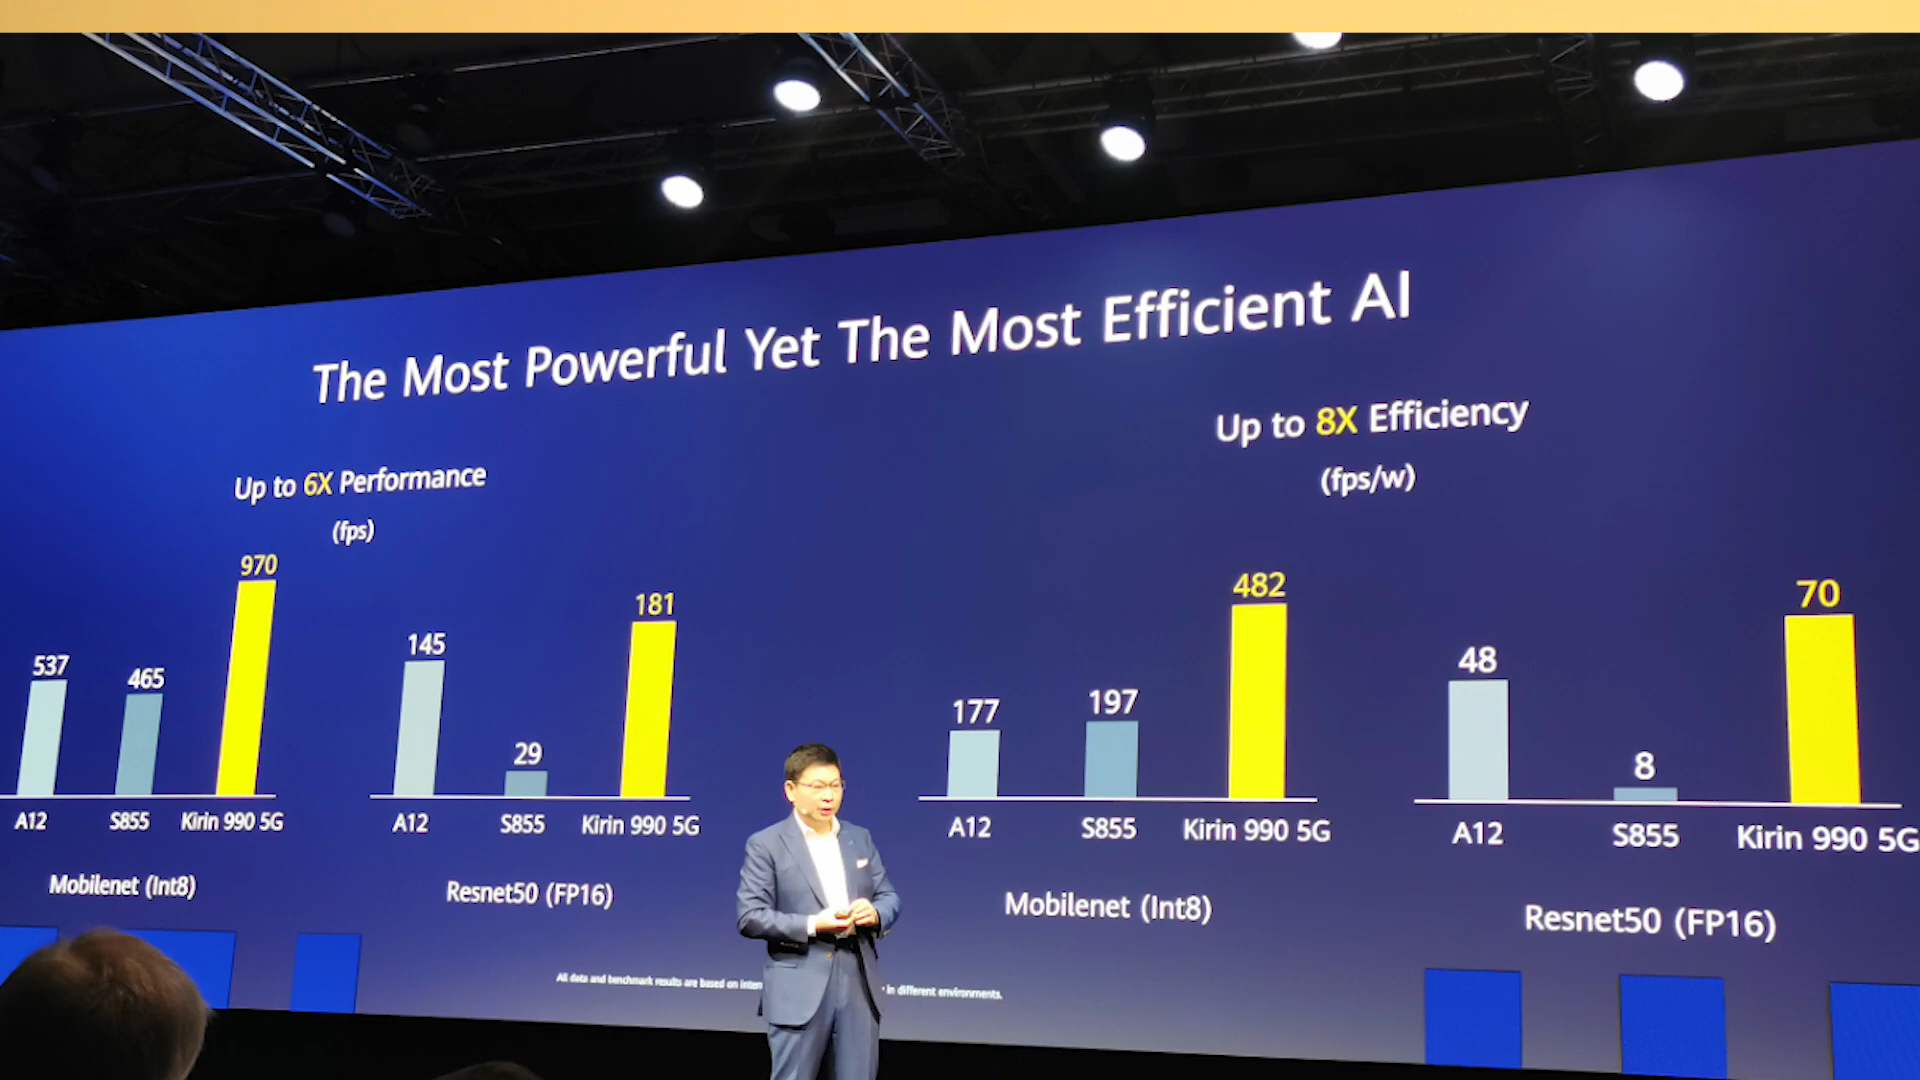 The Most Powerful Yet The Most Efficient AI
Up to 6X Performance
(fps)
970
537
465
A12
S855
Kirin 990 5G
Mobilenet (Int8)
145
29
181
A12
S855
Kirin 990 5G
Resnet50 (FP16)
Up to 8X Efficiency
(fps/w)
177
197
482
A12
S855
Kirin 990 5G
Mobilenet (Int8)
48
8
70
A12
S855
Kirin 990 5G
Resnet50 (FP16)
All data and benchmark results are based on in different environments.